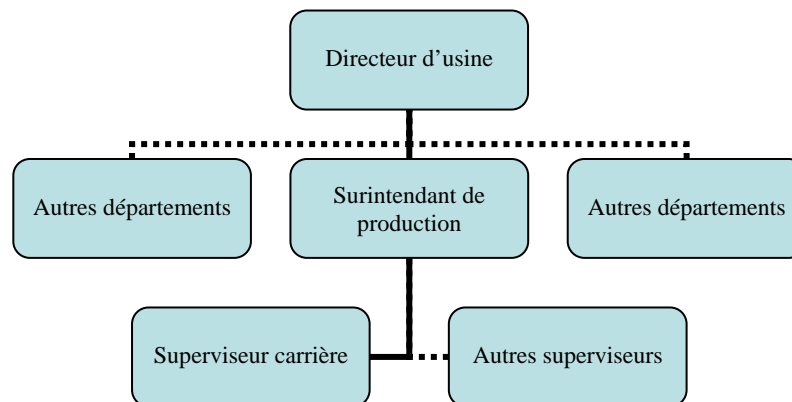 Directeur d’usine
Autres départements
Surintendant de
production
Autres départements
Superviseur carrière
Autres superviseurs